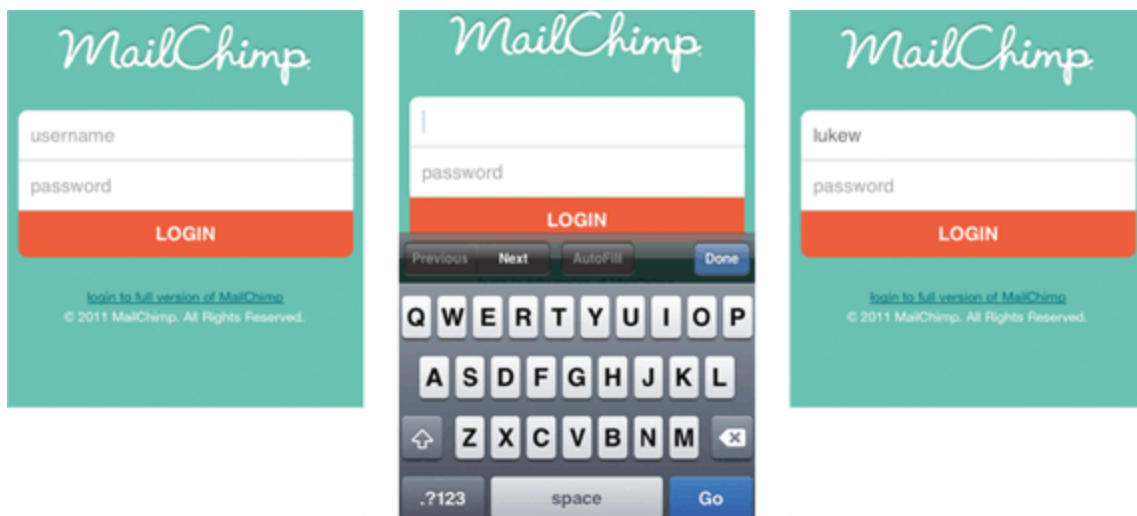 MailChimp.
username
password
LOGIN
login to full version of MailChimp
© 2011 MailChimp. All Rights Reserved.
MailChimp.
password
LOGIN
Previous Next AutoFill Done
Q W E R T Y U I O P
A S D F G H J K L
Z X C V B N M
.?123 space Go
MailChimp.
lukew
password
LOGIN
login to full version of MailChimp
© 2011 MailChimp. All Rights Reserved.